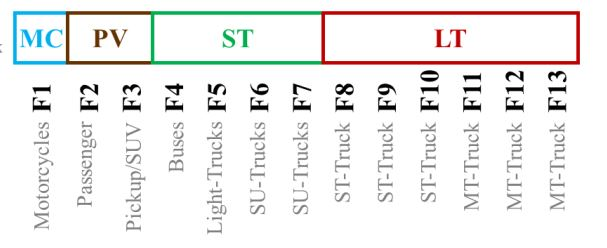 MC PV ST LT
F1 F2 F3 F4 F5 F6 F7 F8 F9 F10 F11 F12 F13
Motorcycles Passenger Pickup/SUV Buses Light-Trucks SU-Trucks SU-Trucks ST-Truck ST-Truck ST-Truck MT-Truck MT-Truck MT-Truck